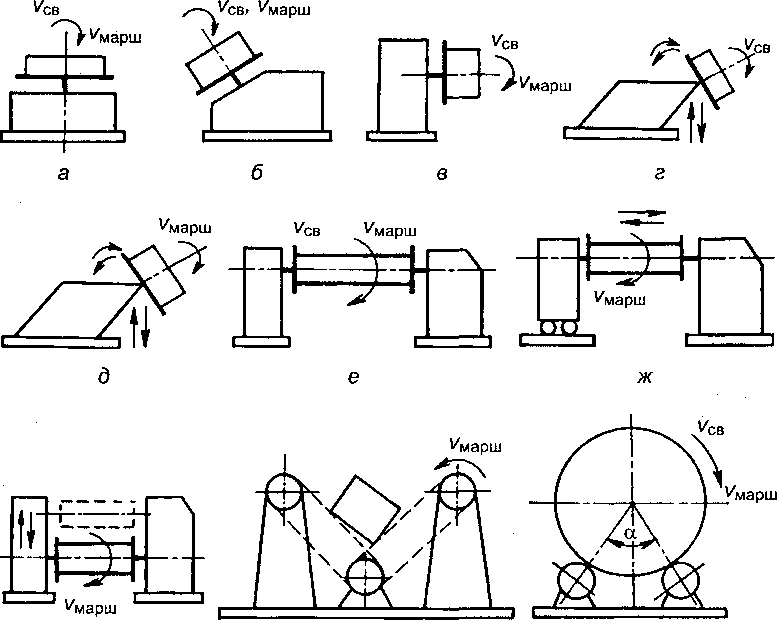 vсв vмарш
vсв, vмарш
vсв vмарш
vсв
а б в г
vмарш
vсв vмарш
vмарш
д е ж
vмарш
vмарш
vсв
vмарш
α